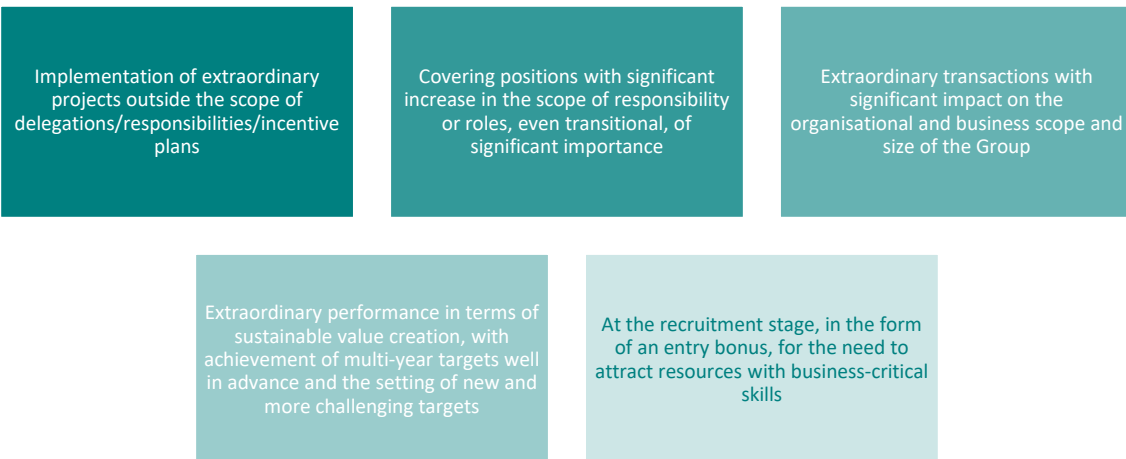 Implementation of extraordinary
projects outside the scope of
delegations/responsibilities/incentive
plans
Covering positions with significant
increase in the scope of responsibility
or roles, even transitional, of
significant importance
Extraordinary transactions with
significant impact on the
organisational and business scope and
size of the Group
Extraordinary performance in terms of
sustainable value creation, with
achievement of multi-year targets well
in advance and the setting of new and
more challenging targets
At the recruitment stage, in the form
of an entry bonus, for the need to
attract resources with business-critical
skills